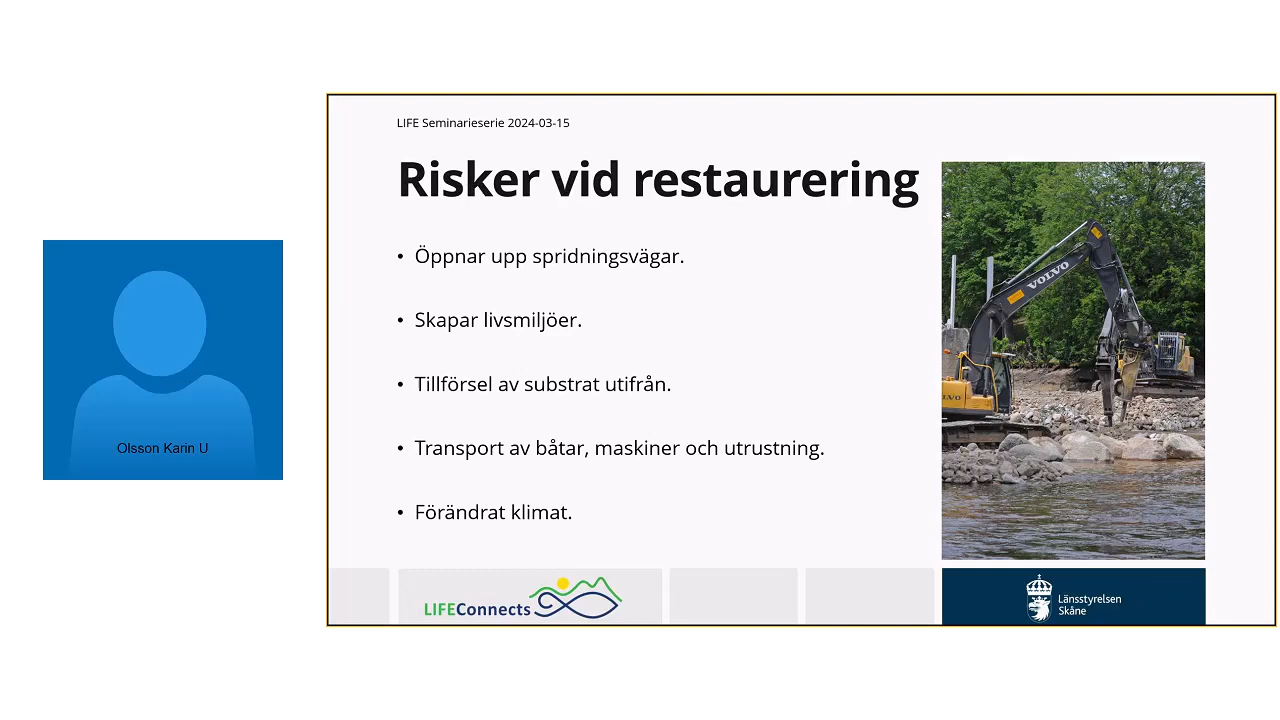 LIFE Seminarieserie 2024-03-15
Risker vid restaurering
• Öppnar upp spridningsvägar.
• Skapar livsmiljöer.
• Tillförsel av substrat utifrån.
• Transport av båtar, maskiner och utrustning.
• Förändrat klimat.
Olsson Karin U
VOLVO
LIFEConnects
Länsstyrelsen
Skåne